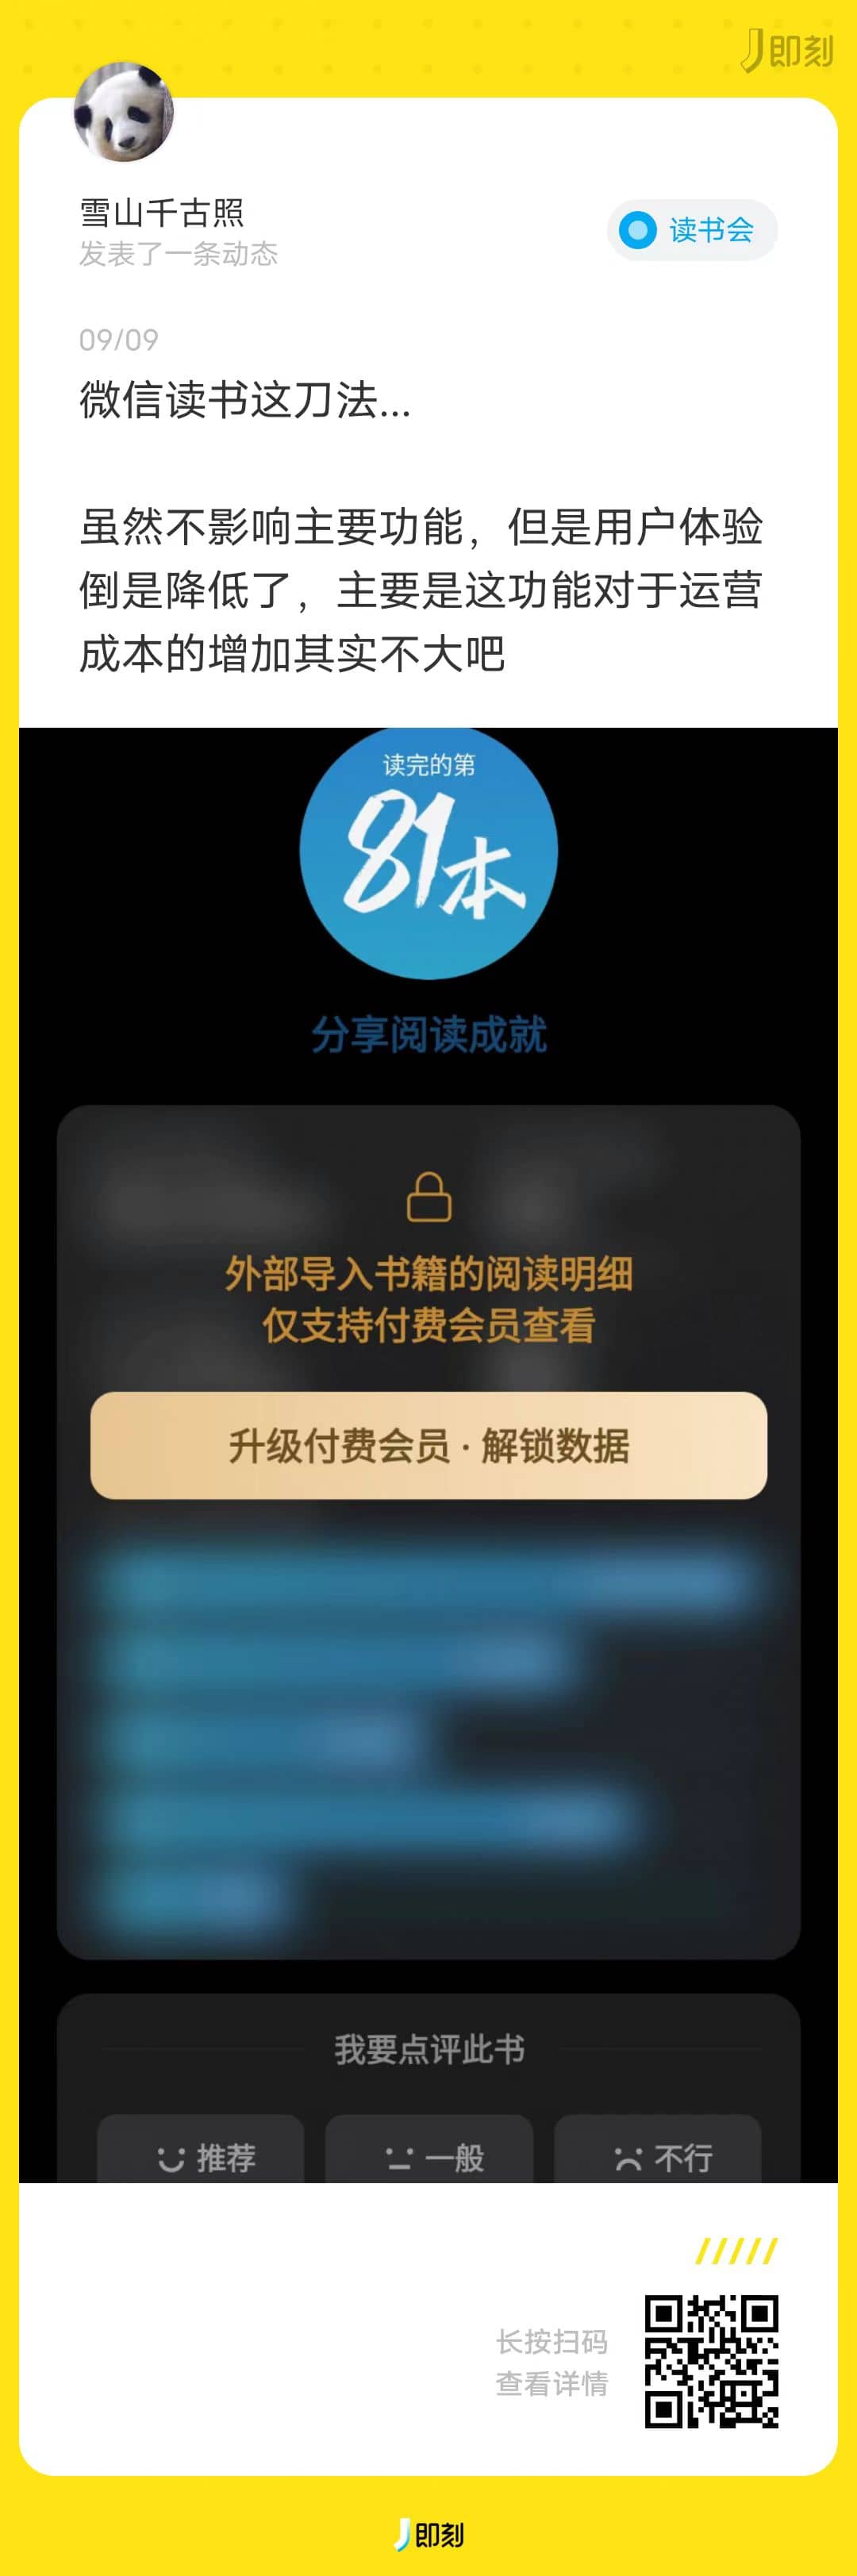 即刻
雪山千古照
发表了一条动态
读书会
09/09
微信读书这刀法...
虽然不影响主要功能，但是用户体验
倒是降低了，主要是这功能对于运营
成本的增加其实不大吧
读完的第
81本
分享阅读成就
外部导入书籍的阅读明细
仅支持付费会员查看
升级付费会员·解锁数据
我要点评此书
推荐
一般
不行
长按扫码
查看详情
即刻